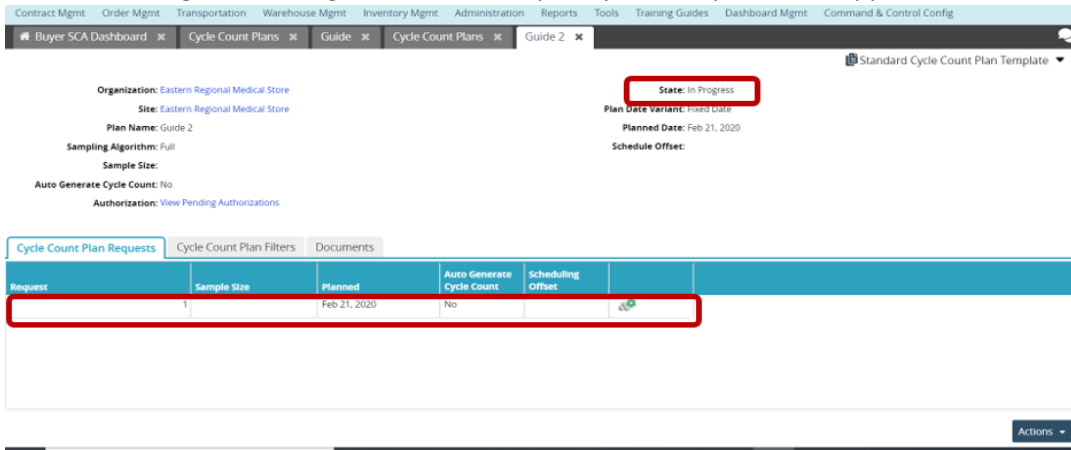 Contract Mgmt Order Mgmt Transportation Warehouse Mgmt Inventory Mgmt Administration Reports Tools Training Guides Dashboard Mgmt Command & Control Config
Buyer SCA Dashboard Cycle Count Plans Guide Cycle Count Plans Guide 2
Standard Cycle Count Plan Template
Organization: Eastern Regional Medical Store State: In Progress
Site: Eastern Regional Medical Store Plan Date Variant: Fixed Date
Plan Name: Guide 2 Planned Date: Feb 21, 2020
Sampling Algorithm: Full Schedule Offset:
Sample Size:
Auto Generate Cycle Count: No
Authorization: View Pending Authorizations
Cycle Count Plan Requests Cycle Count Plan Filters Documents
Request Sample Size Planned Auto Generate Cycle Count Scheduling Offset
1 Feb 21, 2020 No
Actions